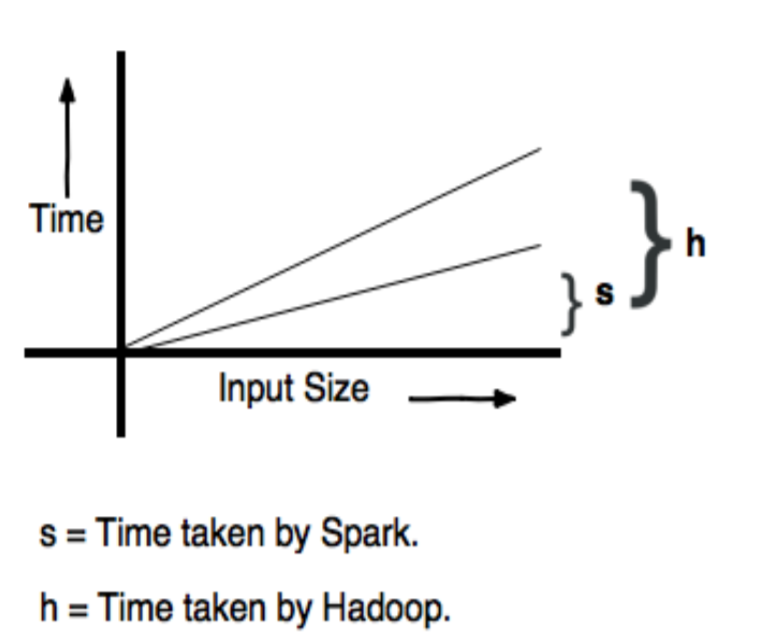 Time
h
s
Input Size
s = Time taken by Spark.
h = Time taken by Hadoop.